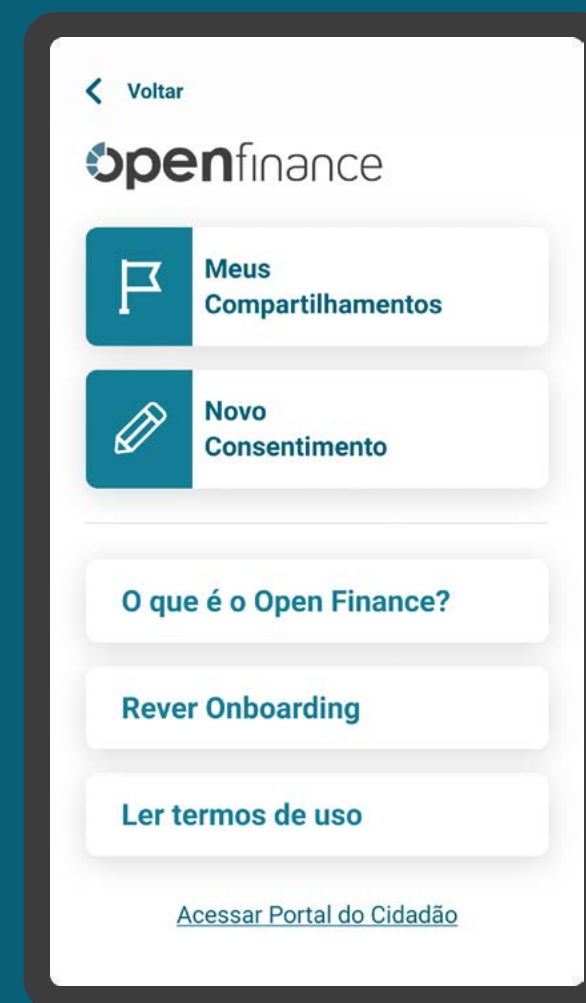 Voltar
openfinance
Meus
Compartilhamentos
Novo
Consentimento
O que é o Open Finance?
Rever Onboarding
Ler termos de uso
Acessar Portal do Cidadão